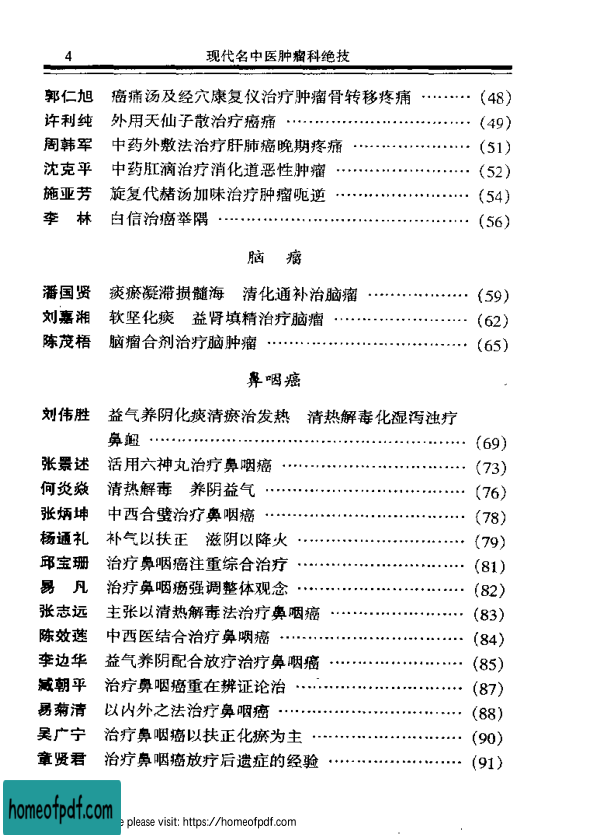 4 现代名中医肿瘤科绝技
郭仁旭 癌痛汤及经穴康复仪治疗肿瘤骨转移疼痛 ……… (48)
许利纯 外用天仙子散治疗癌痛 ……………………… (49)
周韩军 中药外敷法治疗肝肺癌晚期疼痛 ……………… (51)
沈克平 中药肛滴治疗消化道恶性肿瘤 ………………… (52)
施亚芳 旋复代赭汤加味治疗肿瘤呃逆 ………………… (54)
李 林 白信治癌举隅 ………………………………… (56)
脑 瘤
潘国贤 痰瘀凝滞损髓海 清化通补治脑瘤 …………… (59)
刘嘉湘 软坚化痰 益肾填精治疗脑瘤 ………………… (62)
陈茂梧 脑瘤合剂治疗脑肿瘤 …………………………… (65)
鼻咽癌
刘伟胜 益气养阴化痰清瘀治发热 清热解毒化湿泻浊疗
鼻衄 …………………………………………… (69)
张景述 活用六神丸治疗鼻咽癌 ………………………… (73)
何炎燊 清热解毒 养阴益气 …………………………… (76)
张炳坤 中西合璧治疗鼻咽癌 …………………………… (78)
杨通礼 补气以扶正 滋阴以降火 ……………………… (79)
邱宝珊 治疗鼻咽癌注重综合治疗 ……………………… (81)
易 凡 治疗鼻咽癌强调整体观念 ……………………… (82)
张志远 主张以清热解毒法治疗鼻咽癌 ………………… (83)
陈效莲 中西医结合治疗鼻咽癌 ………………………… (84)
李边华 益气养阴配合放疗治疗鼻咽癌 ………………… (85)
臧朝平 治疗鼻咽癌重在辨证论治 ……………………… (87)
易菊清 以内外之法治疗鼻咽癌 ………………………… (88)
吴广宁 治疗鼻咽癌以扶正化瘀为主 …………………… (90)
章贤君 治疗鼻咽癌放疗后遗症的经验 ………………… (91)
homeofpdf.com
e please visit: https://homeofpdf.com